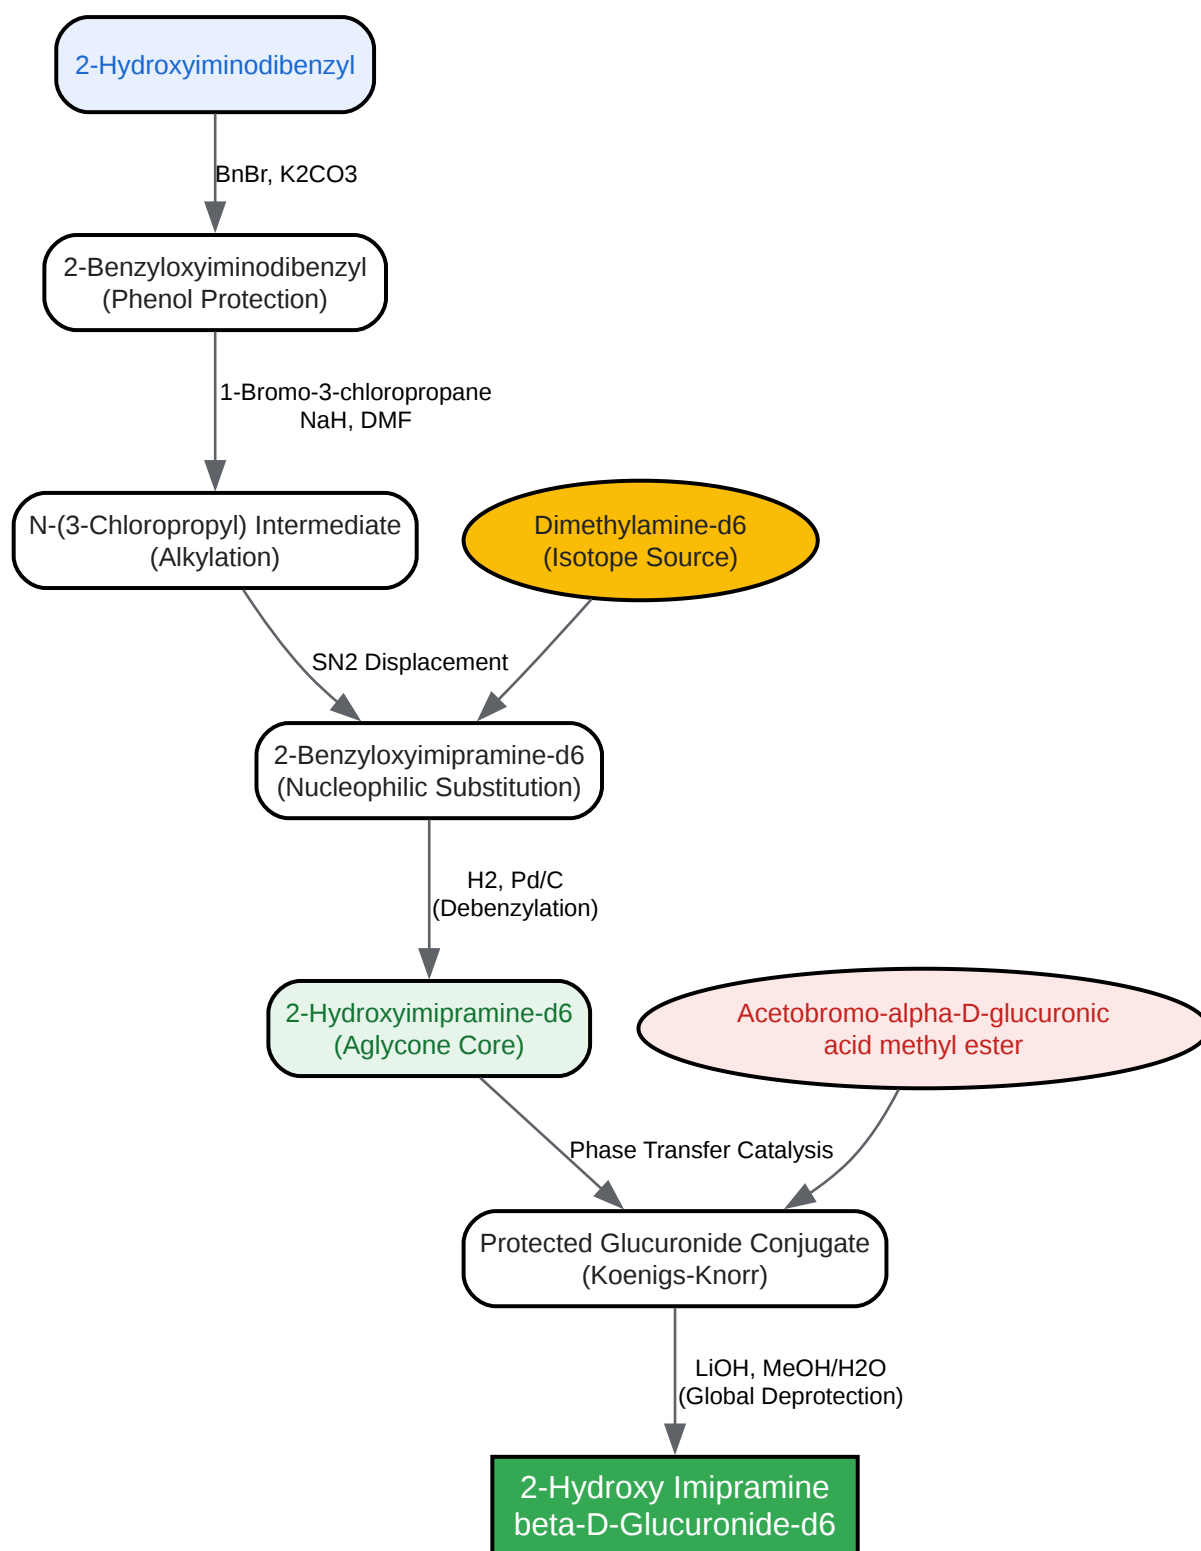 2-Hydroxyiminodibenzyl
BnBr, K2CO3
2-Benzyloxyiminodibenzyl
(Phenol Protection)
1-Bromo-3-chloropropane
NaH, DMF
N-(3-Chloropropyl) Intermediate
(Alkylation)
Dimethylamine-d6
(Isotope Source)
SN2 Displacement
2-Benzyloxyimipramine-d6
(Nucleophilic Substitution)
H2, Pd/C
(Debenzylation)
2-Hydroxyimipramine-d6
(Aglycone Core)
Acetobromo-alpha-D-glucuronic
acid methyl ester
Phase Transfer Catalysis
Protected Glucuronide Conjugate
(Koenigs-Knorr)
LiOH, MeOH/H2O
(Global Deprotection)
2-Hydroxy Imipramine
beta-D-Glucuronide-d6